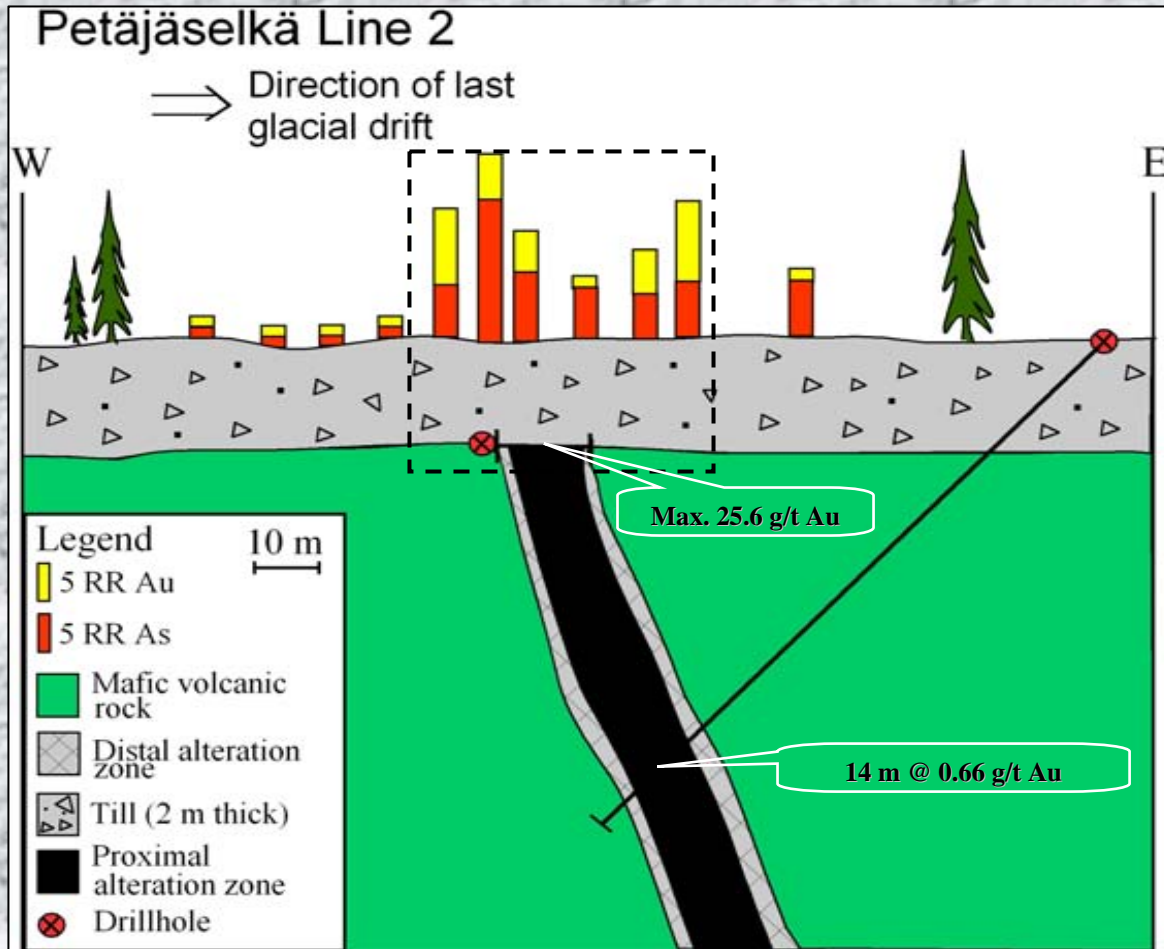 Petäjäselkä Line 2
Direction of last
glacial drift
W
E
Max. 25.6 g/t Au
14 m @ 0.66 g/t Au
Legend
10 m
5 RR Au
5 RR As
Mafic volcanic
rock
Distal alteration
zone
Till (2 m thick)
Proximal
alteration zone
Drillhole